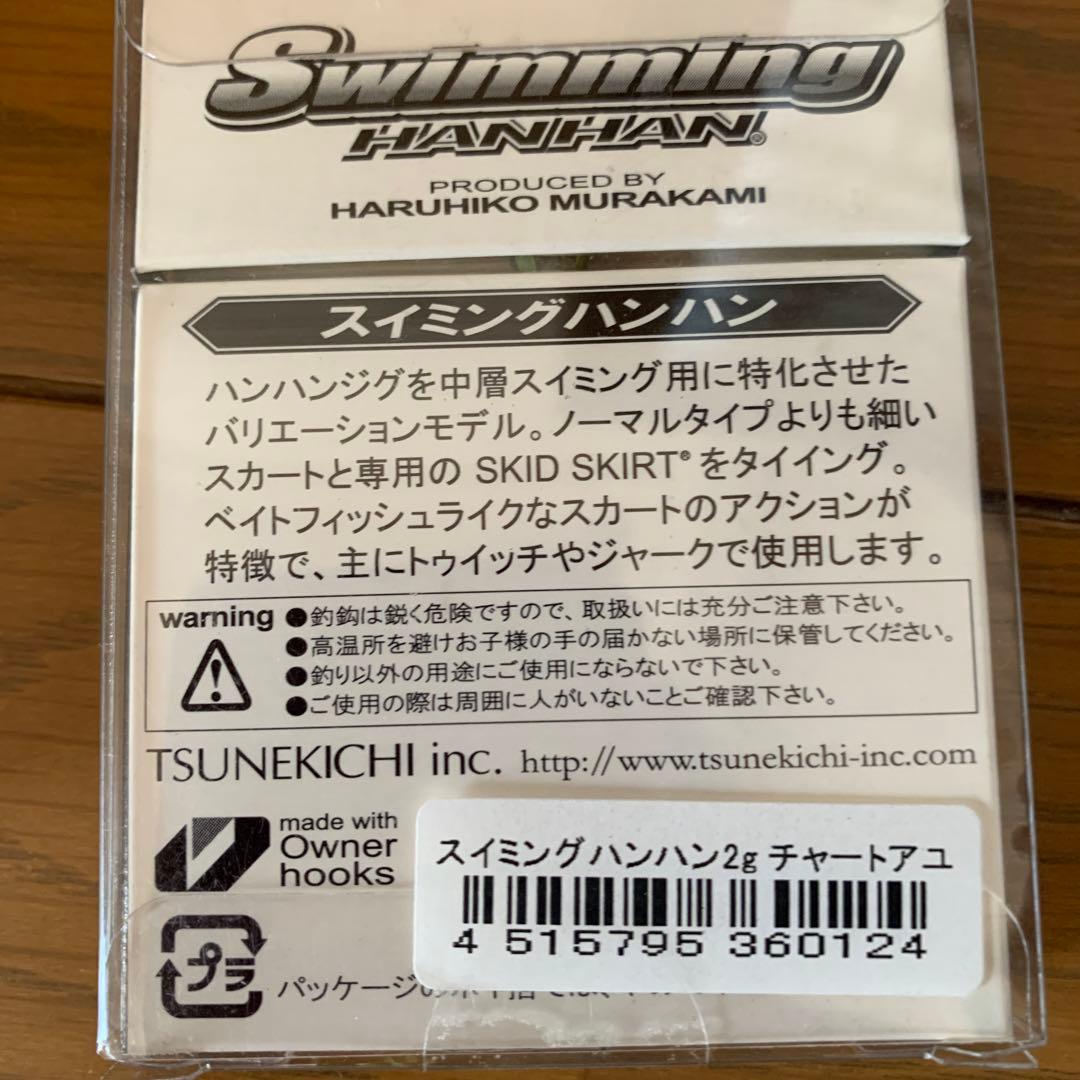 Swimming
HANHAN®
PRODUCED BY
HARUHIKO MURAKAMI
スイミングハンハン
ハンハンジグを中層スイミング用に特化させた
バリエーションモデル。ノーマルタイプよりも細い
スカートと専用の SKID SKIRT®をタイイング。
ベイトフィッシュライクなスカートのアクションが
特徴で、主にトゥイッチやジャークで使用します。
warning
●釣鈎は鋭く危険ですので、取扱いには充分ご注意下さい。
●高温所を避けお子様の手の届かない場所に保管してください。
●釣り以外の用途にご使用にならないで下さい。
●ご使用の際は周囲に人がいないことご確認下さい。
TSUNEKICHI inc. http://www.tsunekichi-inc.com
made with
Owner
hooks
スイミングハンハン2g チャートアユ
4 515795 360124
プラ
パッケージ